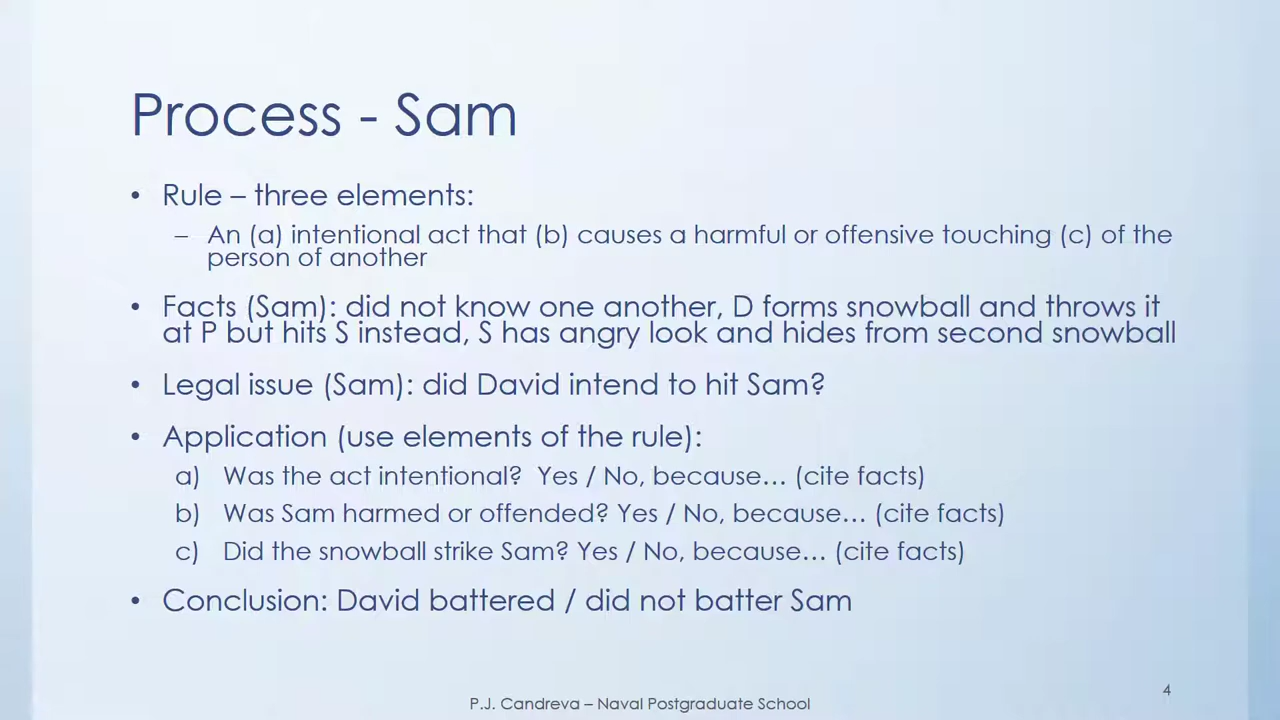 Process - Sam
• Rule – three elements:
– An (a) intentional act that (b) causes a harmful or offensive touching (c) of the
person of another
• Facts (Sam): did not know one another, D forms snowball and throws it
at P but hits S instead, S has angry look and hides from second snowball
• Legal issue (Sam): did David intend to hit Sam?
• Application (use elements of the rule):
a) Was the act intentional? Yes / No, because... (cite facts)
b) Was Sam harmed or offended? Yes / No, because... (cite facts)
c) Did the snowball strike Sam? Yes / No, because... (cite facts)
• Conclusion: David battered / did not batter Sam
4
P.J. Candreva – Naval Postgraduate School